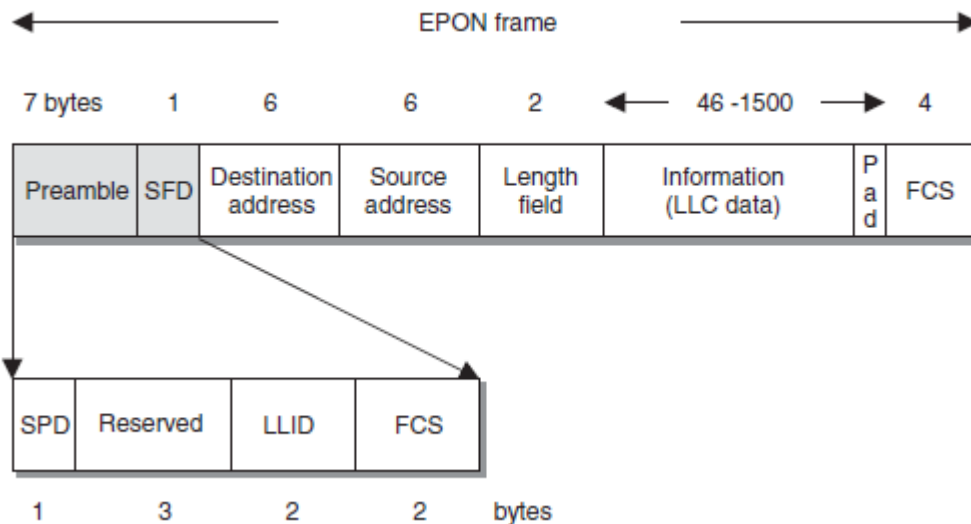 EPON frame
7 bytes 1 6 6 2 46 -1500 4
Preamble SFD Destination address Source address Length field Information (LLC data) Pad FCS
SPD Reserved LLID FCS
1 3 2 2 bytes